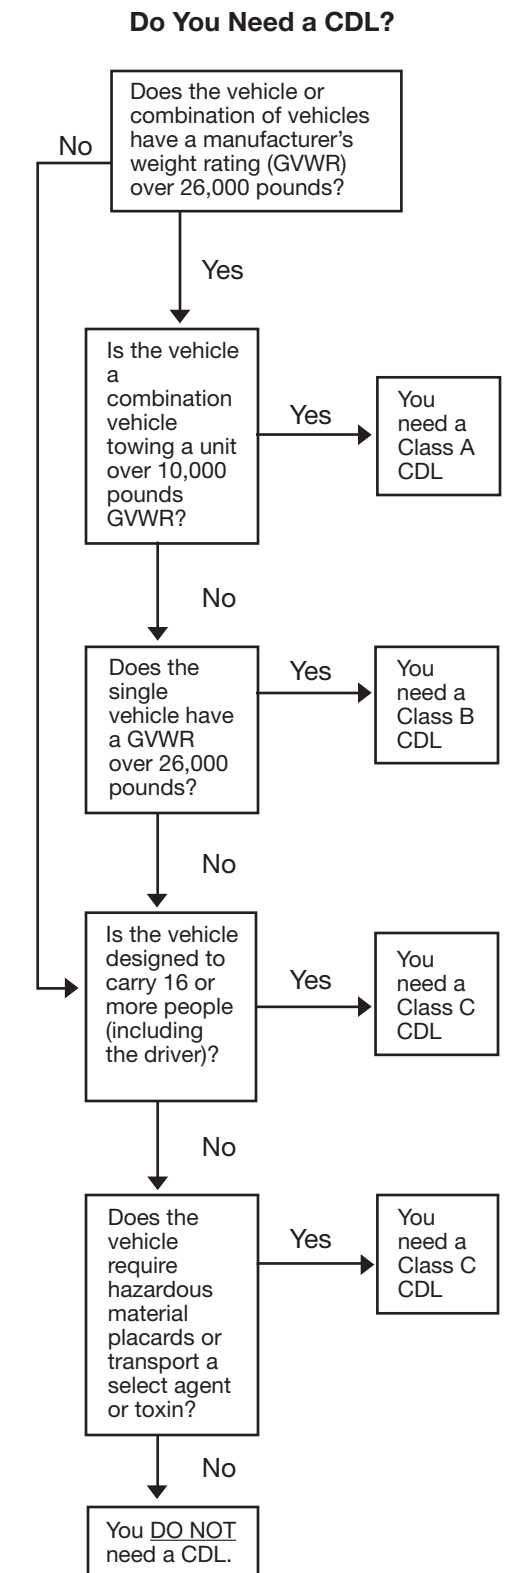 Do You Need a CDL?
Does the vehicle or
combination of vehicles
have a manufacturer's
weight rating (GVWR)
over 26,000 pounds?
No
Yes
Is the vehicle
a
combination
vehicle
towing a unit
over 10,000
pounds
GVWR?
Yes
You
need a
Class A
CDL
No
Does the
single
vehicle have
a GVWR
over 26,000
pounds?
Yes
You
need a
Class B
CDL
No
Is the vehicle
designed to
carry 16 or
more people
(including
the driver)?
Yes
You
need a
Class C
CDL
No
Does the
vehicle
require
hazardous
material
placards or
transport a
select agent
or toxin?
Yes
You
need a
Class C
CDL
No
You DO NOT
need a CDL.